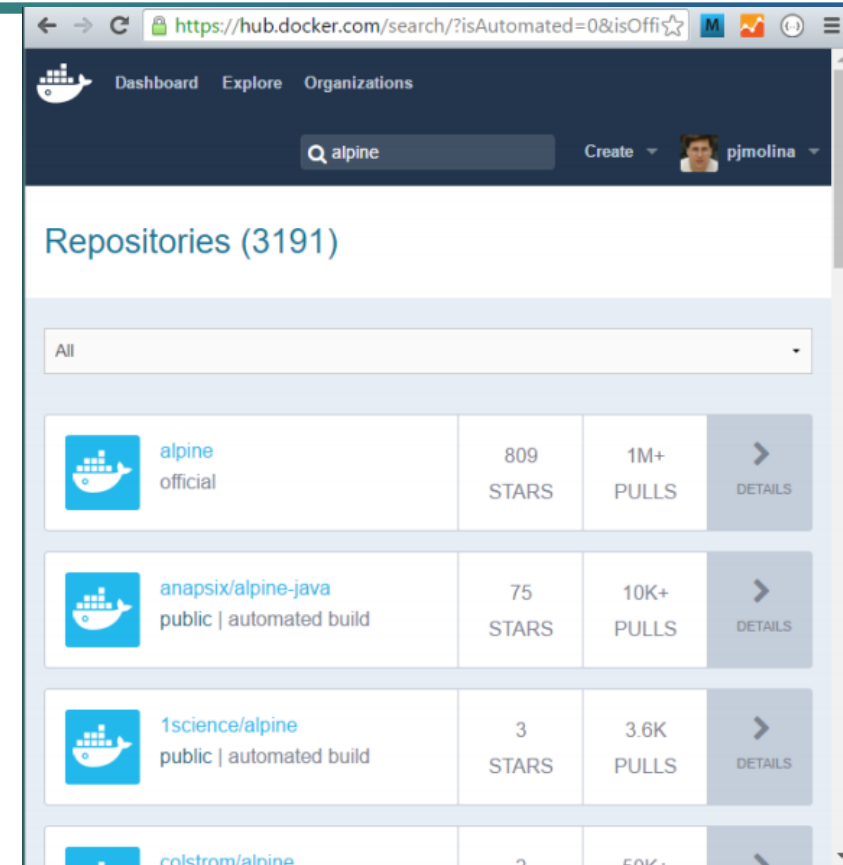 https://hub.docker.com/search/?isAutomated=0&isOffi
M
Dashboard Explore Organizations
alpine
Create pjmolina
Repositories (3191)
All
alpine
official
809
STARS
1M+
PULLS
DETAILS
anapsix/alpine-java
public | automated build
75
STARS
10K+
PULLS
DETAILS
1science/alpine
public | automated build
3
STARS
3.6K
PULLS
DETAILS
colstrom/alpine
50K+